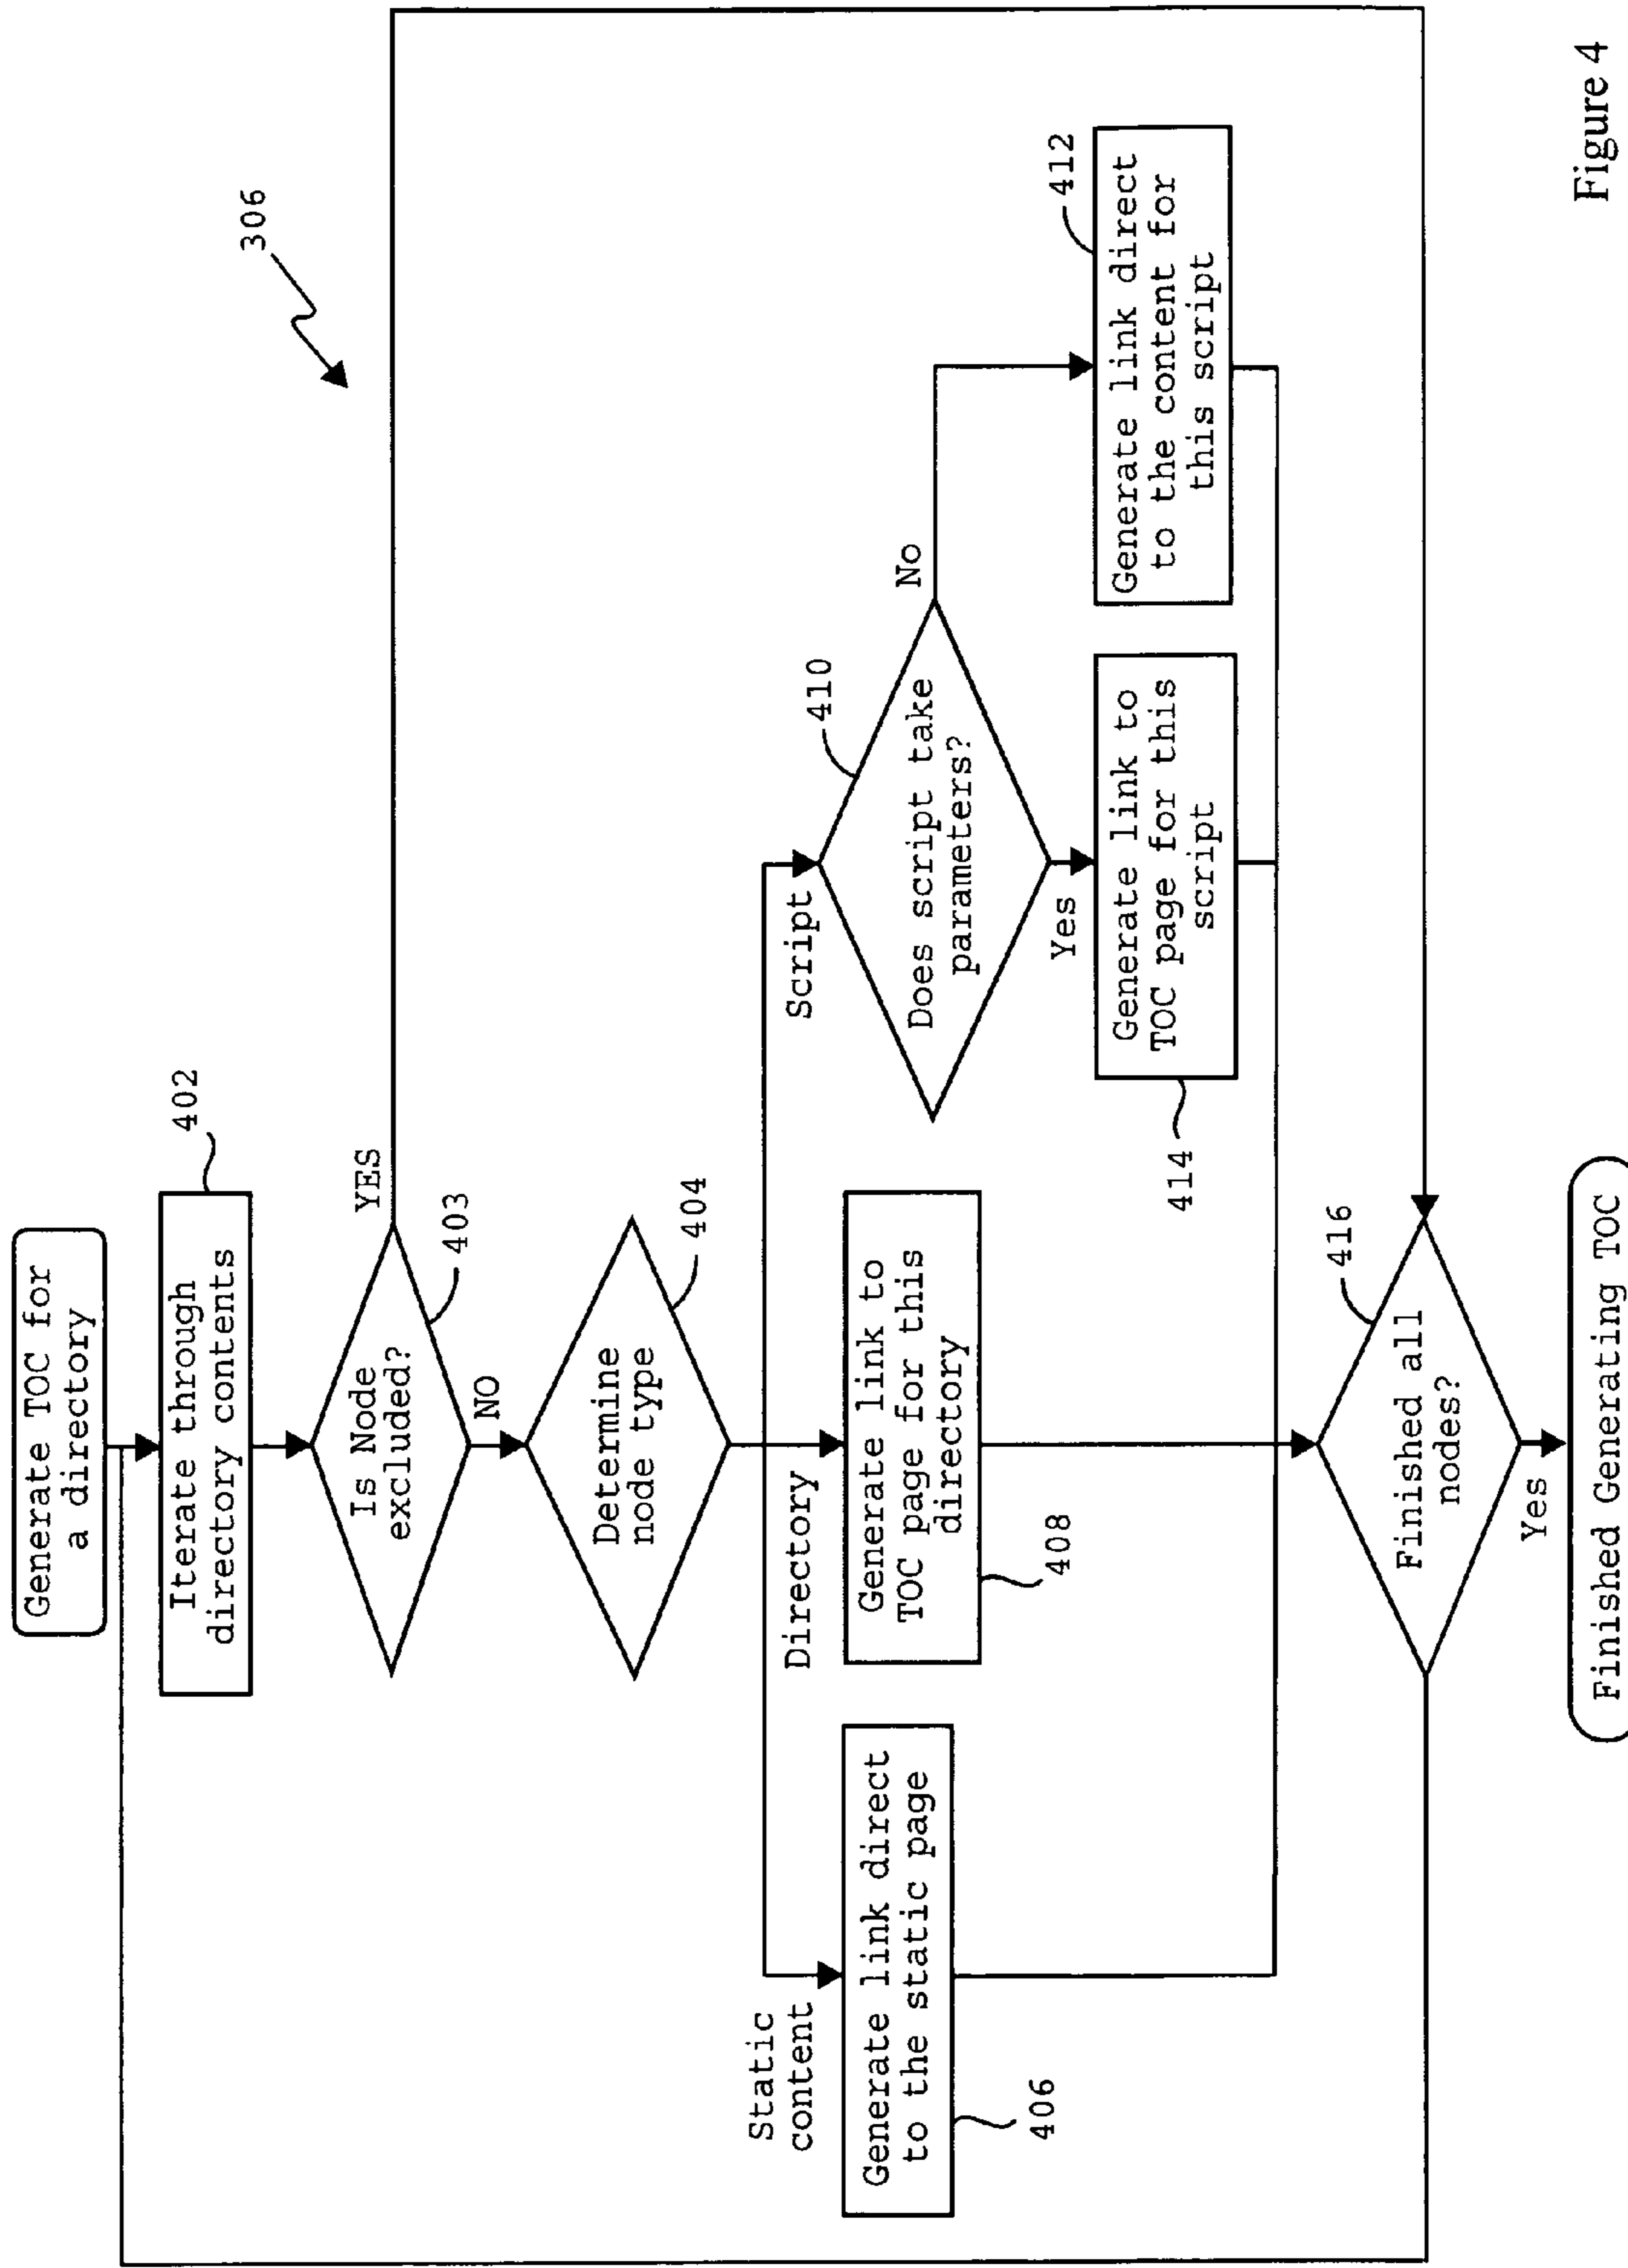 Generate TOC for
a directory
306
Iterate through
directory contents
402
Is Node
excluded?
YES
403
NO
Determine
node type
404
Static
content
Directory
Script
Generate link direct
to the static page
406
Generate link to
TOC page for this
directory
408
Does script take
parameters?
410
No
Yes
Generate link to
TOC page for this
script
414
Generate link direct
to the content for
this script
412
Finished all
nodes?
416
Yes
Finished Generating TOC
Figure 4